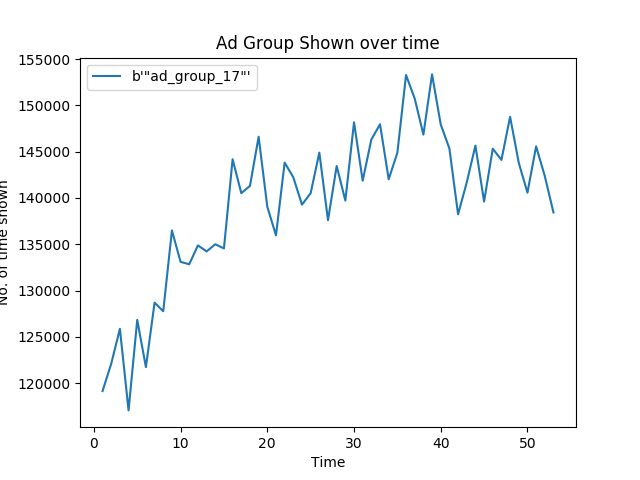 Ad Group Shown over time
b'"ad_group_17"'
155000
150000
145000
140000
135000
130000
125000
120000
No. of time shown
0 10 20 30 40 50
Time